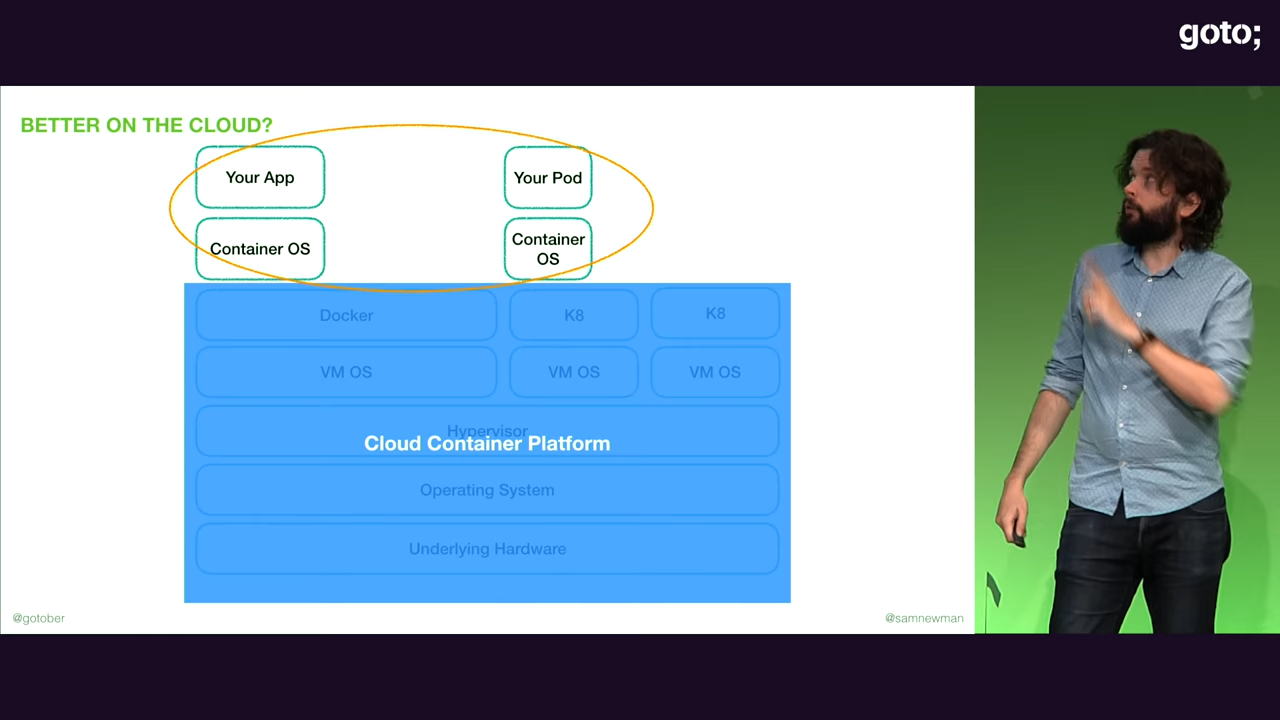 goto;
BETTER ON THE CLOUD?
Your App
Your Pod
Container OS
Container
OS
Docker
K8
K8
VM OS
VM OS
VM OS
Hypervisor
Cloud Container Platform
Operating System
Underlying Hardware
@gotober
@samnewman